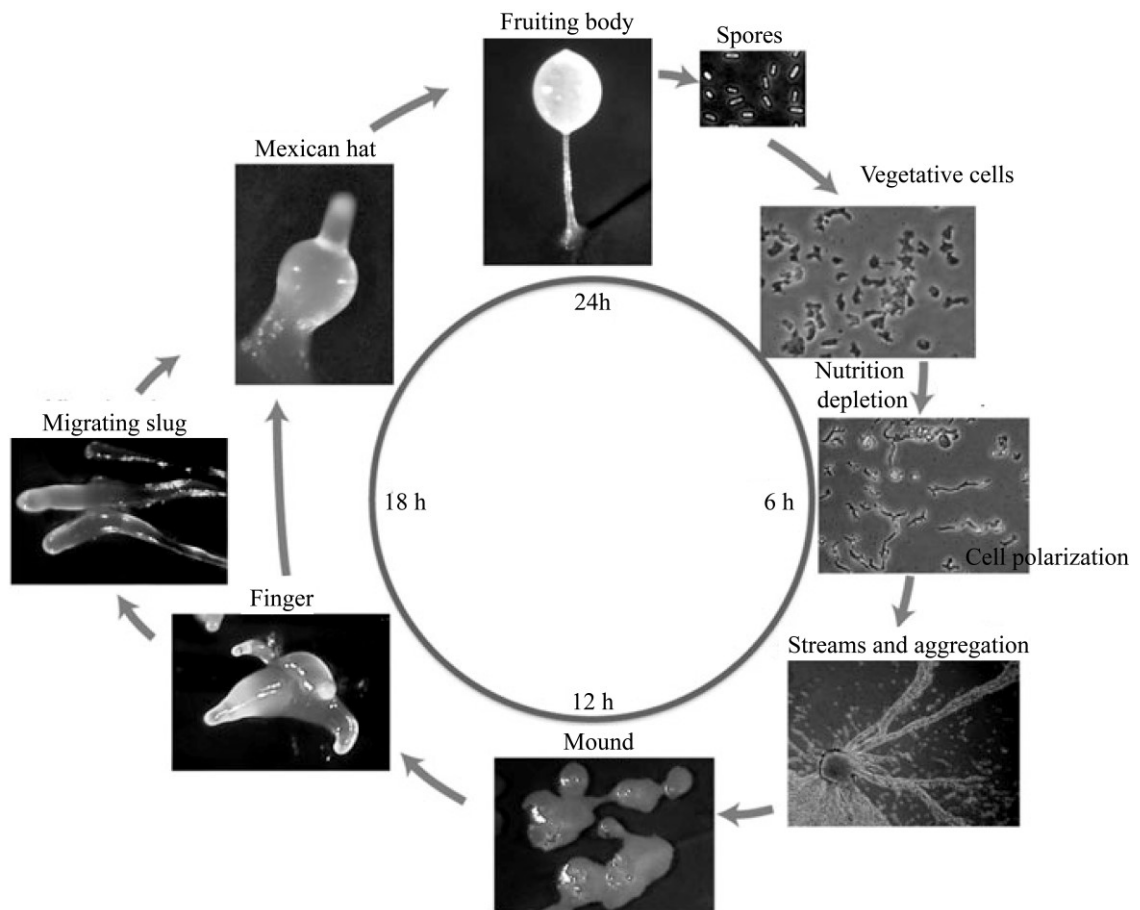 Fruiting body
Spores
Mexican hat
Vegetative cells
24h
Nutrition
depletion
Migrating slug
18 h
6 h
Cell polarization
Finger
Streams and aggregation
12 h
Mound